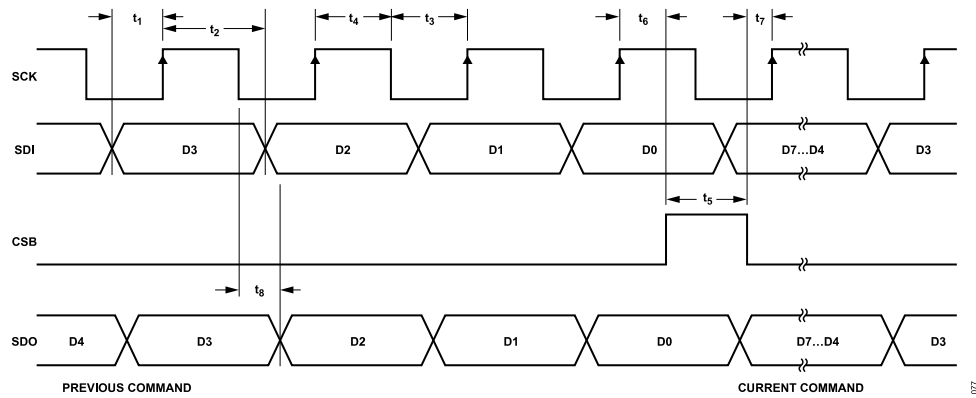 t1 t2 t4 t3 t6 t7
SCK
SDI D3 D2 D1 D0 D7...D4 D3
t5
CSB
t8
SDO D4 D3 D2 D1 D0 D7...D4 D3
PREVIOUS COMMAND CURRENT COMMAND
077